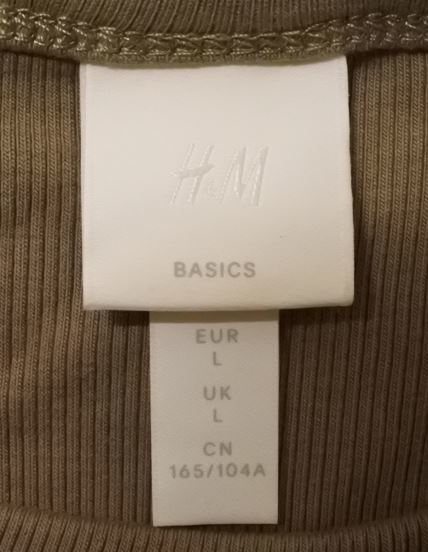 H&M
BASICS
EUR
L
UK
L
CN
165/104A